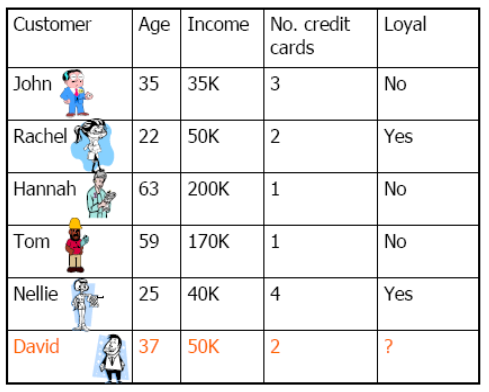 Customer Age Income No. credit cards Loyal
John 35 35K 3 No
Rachel 22 50K 2 Yes
Hannah 63 200K 1 No
Tom 59 170K 1 No
Nellie 25 40K 4 Yes
David 37 50K 2 ?